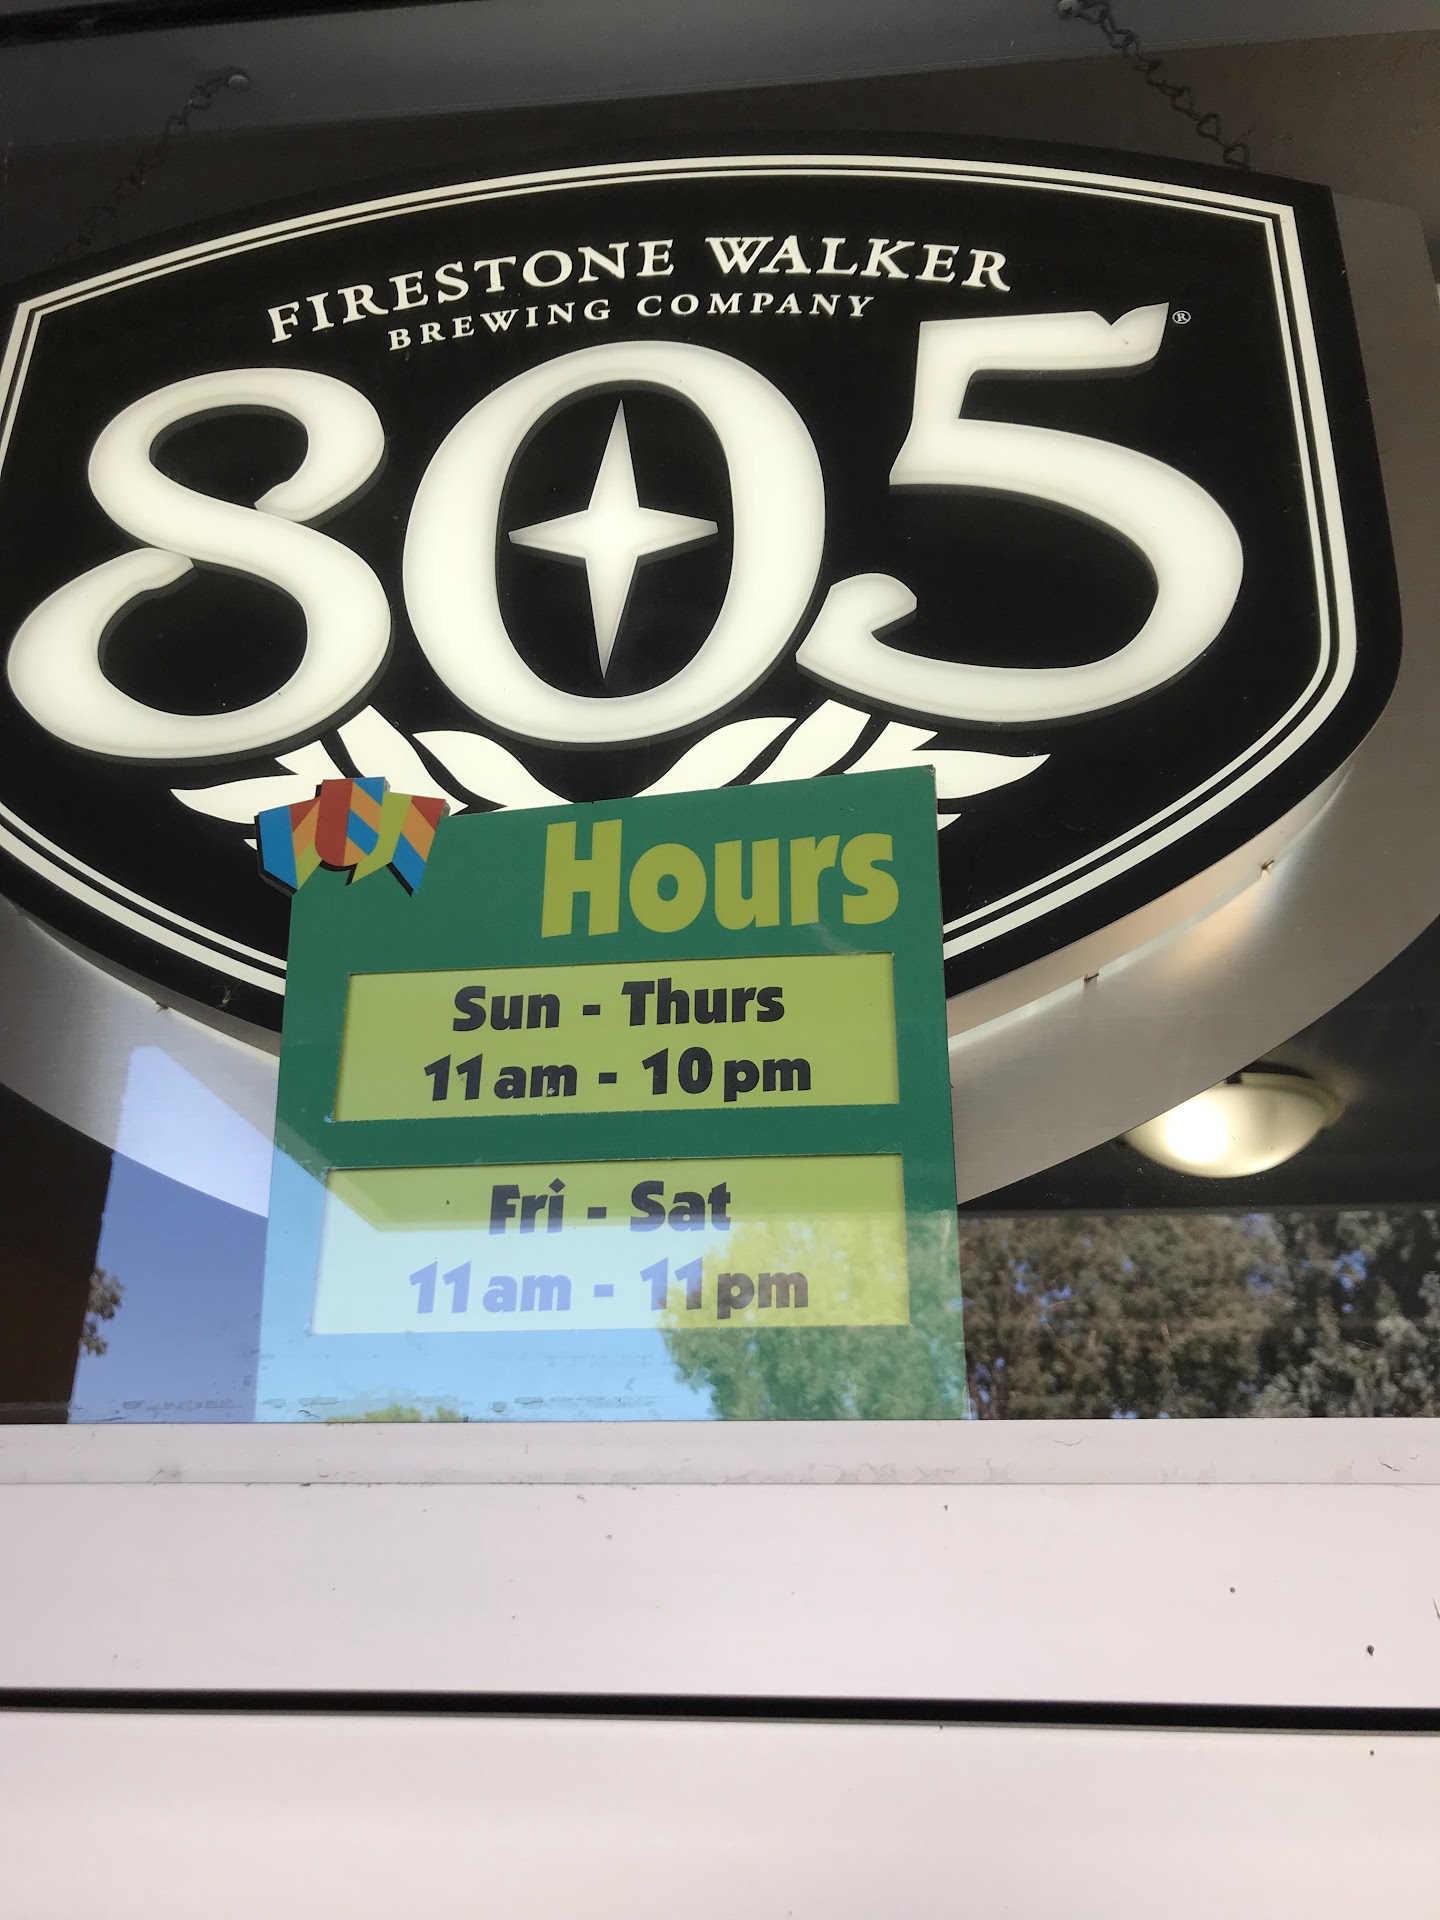 FIRESTONE WALKER
BREWING COMPANY
805®
Hours
Sun - Thurs
11am - 10pm
Fri - Sat
11am - 11pm